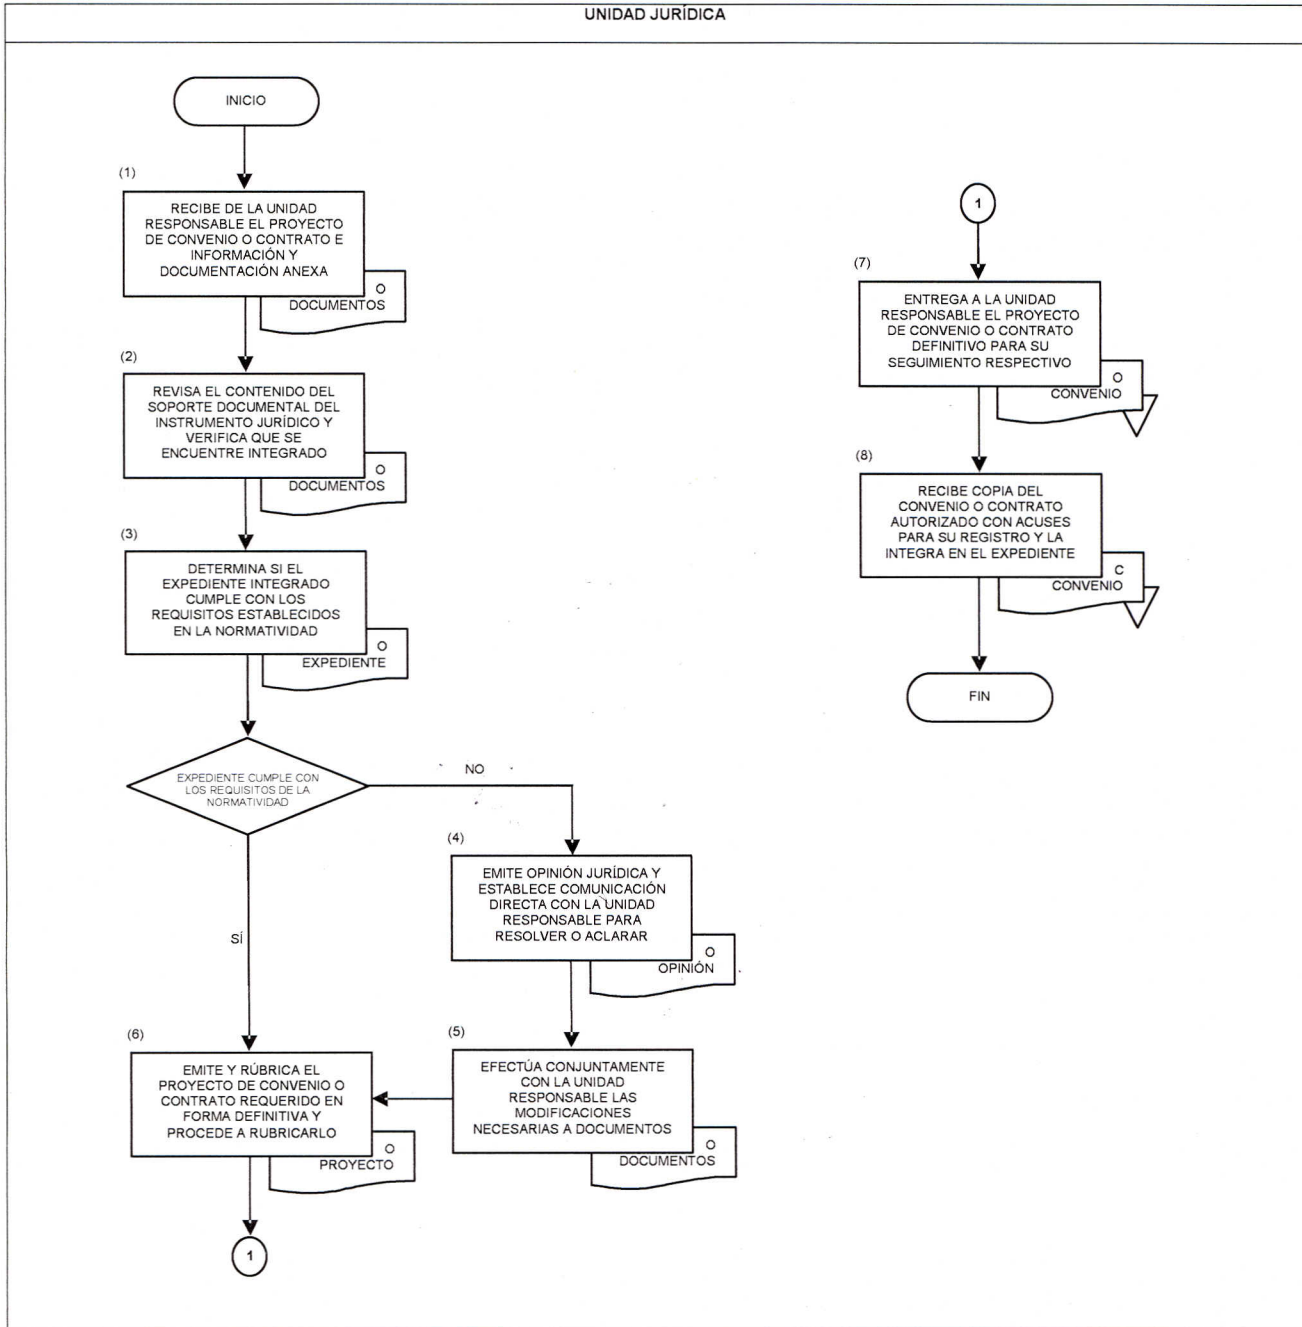 UNIDAD JURÍDICA
INICIO
(1)
RECIBE DE LA UNIDAD
RESPONSABLE EL PROYECTO
DE CONVENIO O CONTRATO E
INFORMACIÓN Y
DOCUMENTACIÓN ANEXA
O
DOCUMENTOS
(2)
REVISA EL CONTENIDO DEL
SOPORTE DOCUMENTAL DEL
INSTRUMENTO JURÍDICO Y
VERIFICA QUE SE
ENCUENTRE INTEGRADO
O
DOCUMENTOS
(3)
DETERMINA SI EL
EXPEDIENTE INTEGRADO
CUMPLE CON LOS
REQUISITOS ESTABLECIDOS
EN LA NORMATIVIDAD
O
EXPEDIENTE
EXPEDIENTE CUMPLE CON
LOS REQUISITOS DE LA
NORMATIVIDAD
NO
SÍ
(4)
EMITE OPINIÓN JURÍDICA Y
ESTABLECE COMUNICACIÓN
DIRECTA CON LA UNIDAD
RESPONSABLE PARA
RESOLVER O ACLARAR
O
OPINIÓN
(5)
EFECTÚA CONJUNTAMENTE
CON LA UNIDAD
RESPONSABLE LAS
MODIFICACIONES
NECESARIAS A DOCUMENTOS
O
DOCUMENTOS
(6)
EMITE Y RÚBRICA EL
PROYECTO DE CONVENIO O
CONTRATO REQUERIDO EN
FORMA DEFINITIVA Y
PROCEDE A RUBRICARLO
O
PROYECTO
1
1
(7)
ENTREGA A LA UNIDAD
RESPONSABLE EL PROYECTO
DE CONVENIO O CONTRATO
DEFINITIVO PARA SU
SEGUIMIENTO RESPECTIVO
O
CONVENIO
(8)
RECIBE COPIA DEL
CONVENIO O CONTRATO
AUTORIZADO CON ACUSES
PARA SU REGISTRO Y LA
INTEGRA EN EL EXPEDIENTE
C
CONVENIO
FIN